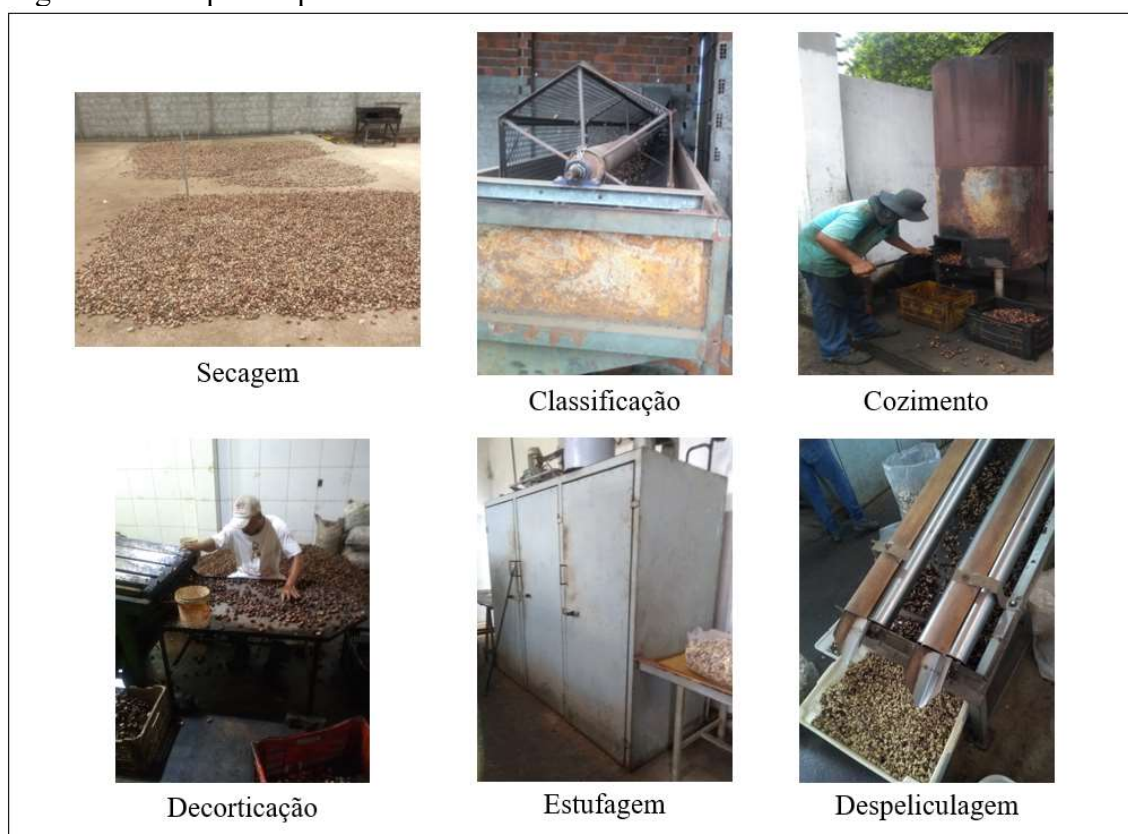 Secagem
Classificação
Cozimento
Decorticação
Estufagem
Despeliculagem